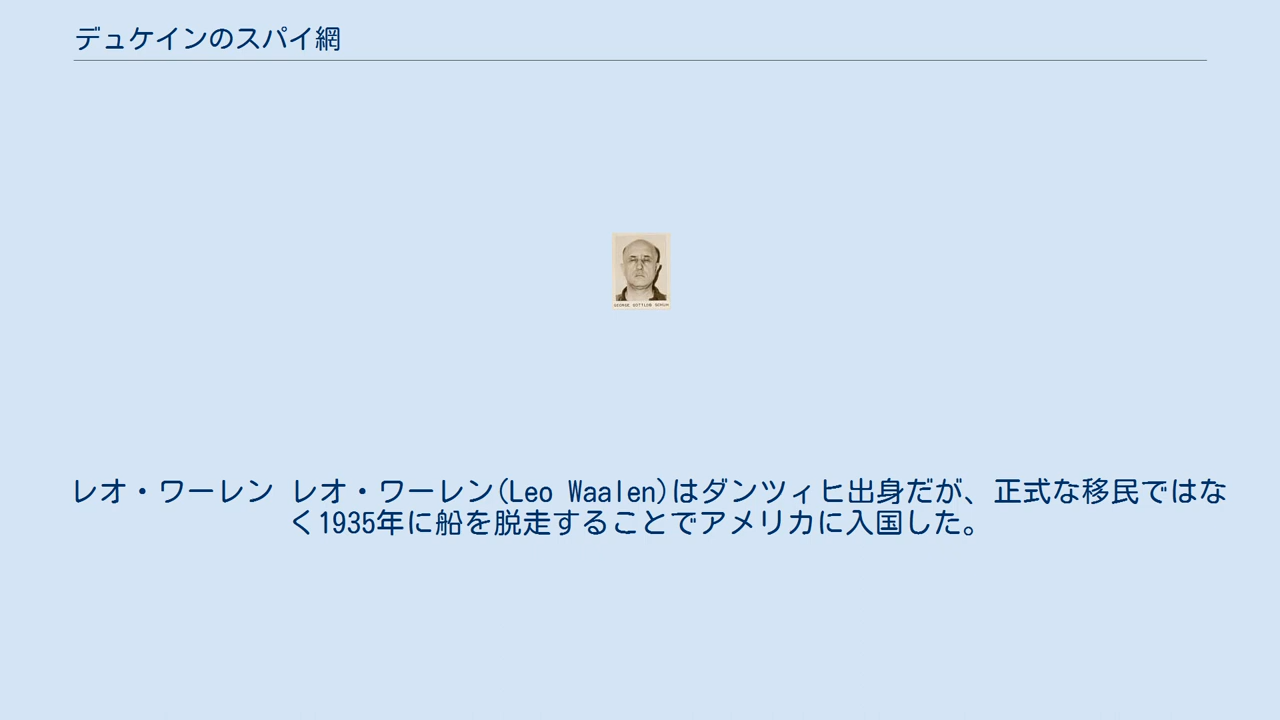 デュケインのスパイ網
GEORGE GOTTLOB SCHUH
レオ・ワーレン レオ・ワーレン(Leo Waalen)はダンツィヒ出身だが、正式な移民ではな
く1935年に船を脱走することでアメリカに入国した。